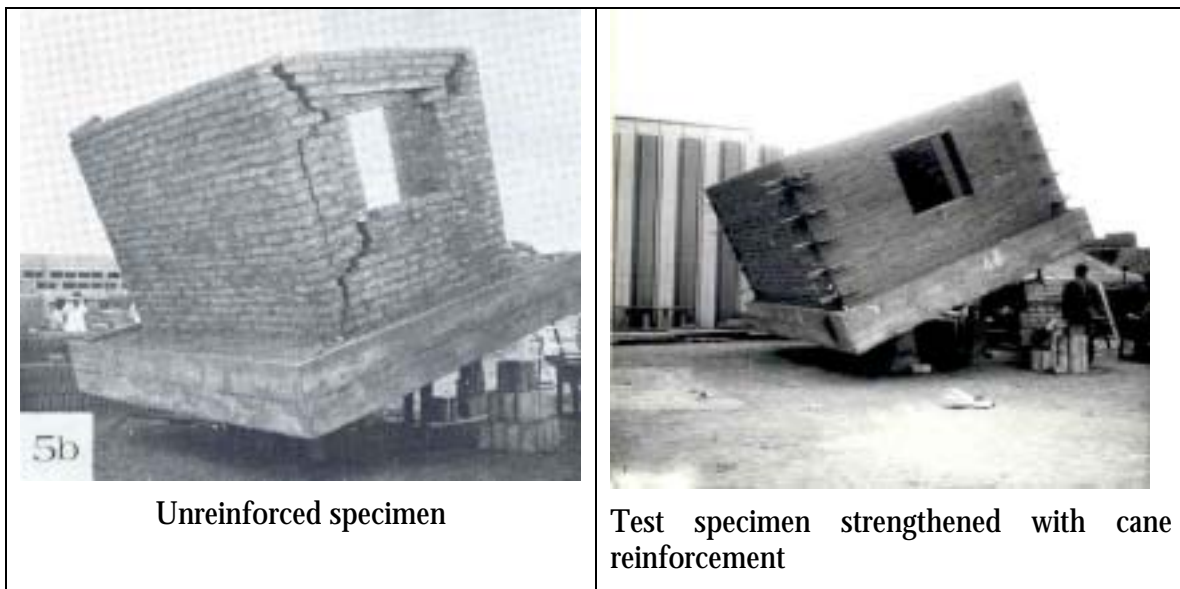 5b
Unreinforced specimen
Test specimen strengthened with cane
reinforcement